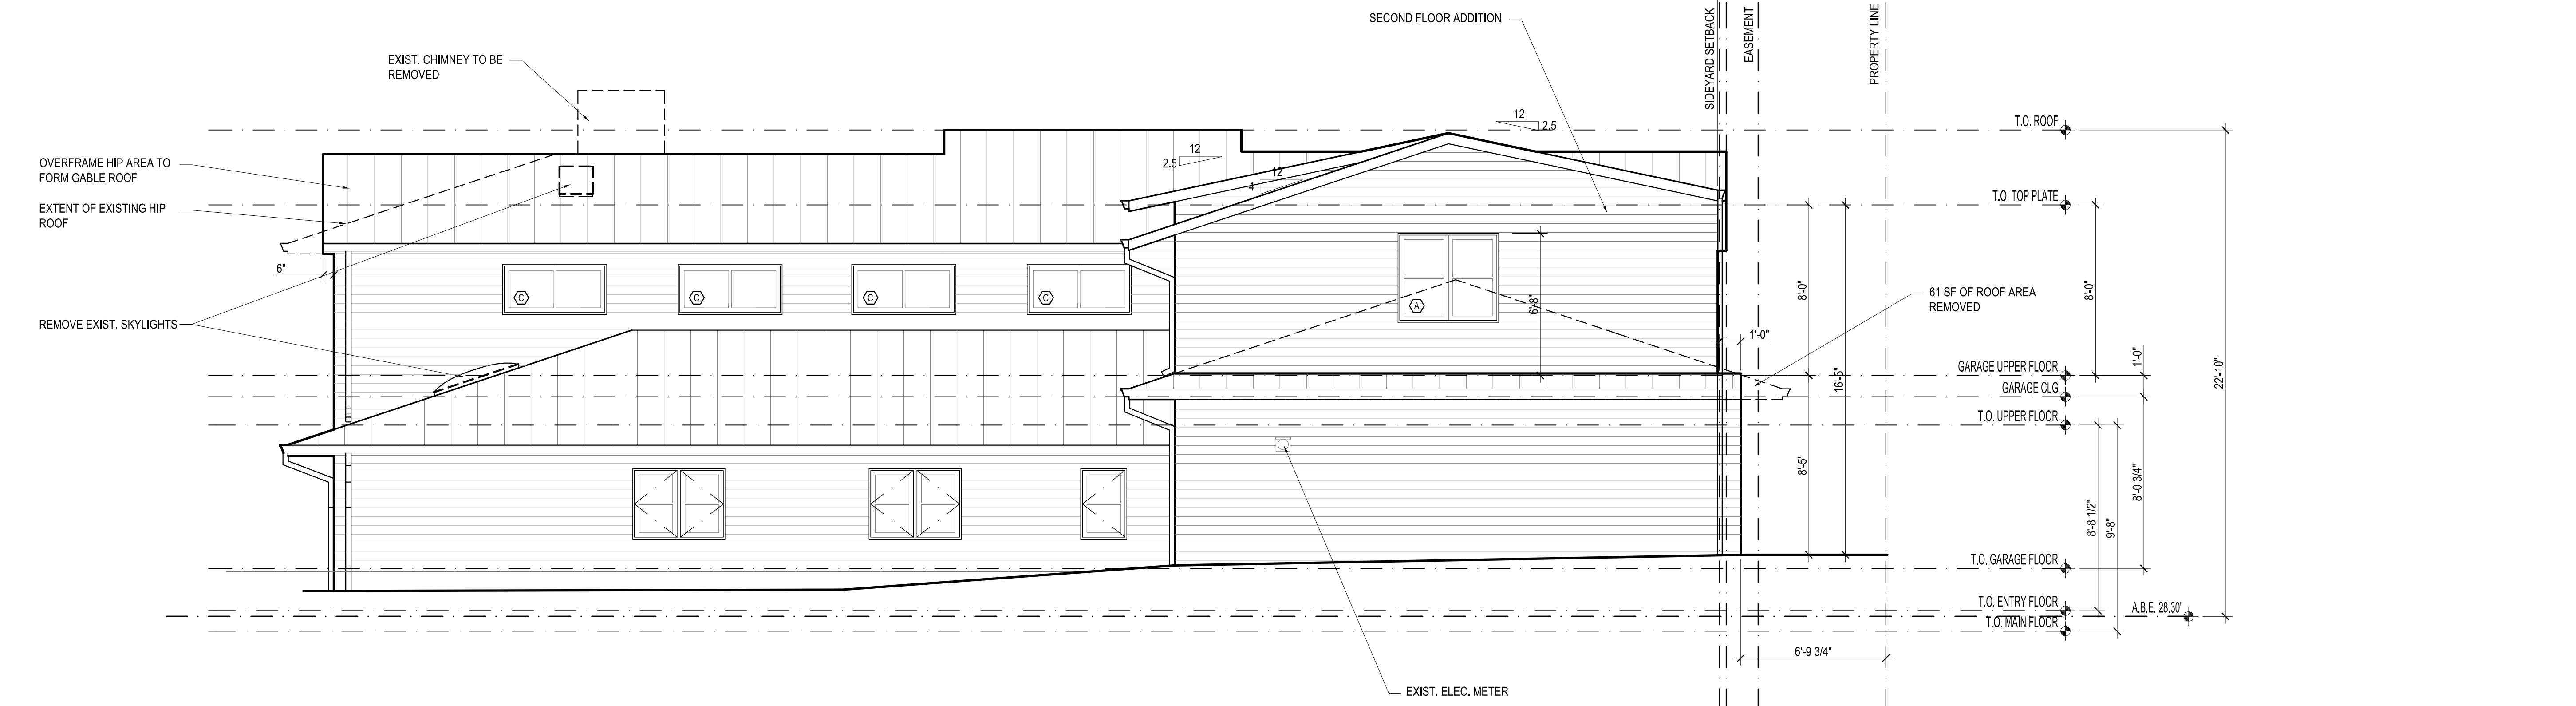 SECOND FLOOR ADDITION
SIDEYARD SETBACK
EASEMENT
PROPERTY LINE
EXIST. CHIMNEY TO BE
REMOVED
12
2.5
T.O. ROOF
OVERFRAME HIP AREA TO
FORM GABLE ROOF
12
2.5
12
4
EXTENT OF EXISTING HIP
ROOF
T.O. TOP PLATE
6"
C
C
C
C
A
6'-8"
8'-0"
8'-0"
61 SF OF ROOF AREA
REMOVED
REMOVE EXIST. SKYLIGHTS
1'-0"
1'-0"
GARAGE UPPER FLOOR
16'-5"
22'-10"
GARAGE CLG
T.O. UPPER FLOOR
8'-5"
8'-0 3/4"
8'-8 1/2"
9'-8"
T.O. GARAGE FLOOR
T.O. ENTRY FLOOR
A.B.E. 28.30'
T.O. MAIN FLOOR
6'-9 3/4"
EXIST. ELEC. METER